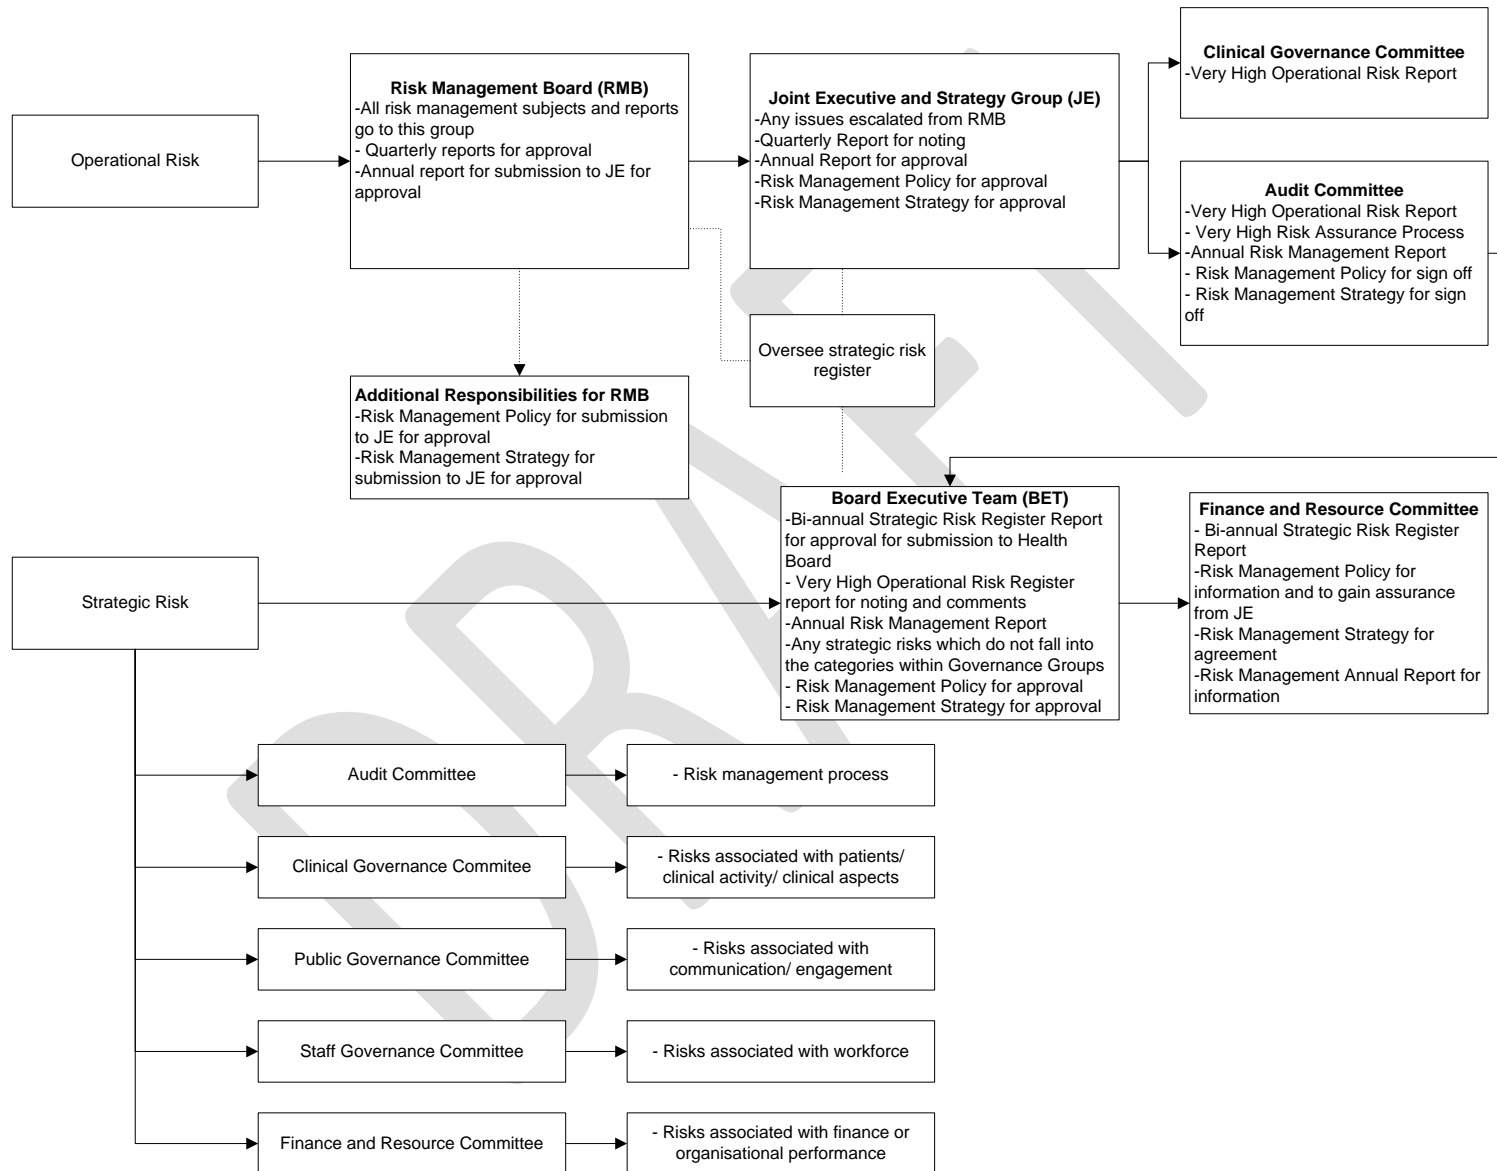 Operational Risk
Risk Management Board (RMB)
-All risk management subjects and reports
go to this group
- Quarterly reports for approval
-Annual report for submission to JE for
approval
Joint Executive and Strategy Group (JE)
-Any issues escalated from RMB
-Quarterly Report for noting
-Annual Report for approval
-Risk Management Policy for approval
-Risk Management Strategy for approval
Clinical Governance Committee
-Very High Operational Risk Report
Audit Committee
-Very High Operational Risk Report
- Very High Risk Assurance Process
-Annual Risk Management Report
- Risk Management Policy for sign off
- Risk Management Strategy for sign
off
Oversee strategic risk
register
Additional Responsibilities for RMB
-Risk Management Policy for submission
to JE for approval
-Risk Management Strategy for
submission to JE for approval
Strategic Risk
Board Executive Team (BET)
-Bi-annual Strategic Risk Register Report
for approval for submission to Health
Board
- Very High Operational Risk Register
report for noting and comments
-Annual Risk Management Report
-Any strategic risks which do not fall into
the categories within Governance Groups
- Risk Management Policy for approval
- Risk Management Strategy for approval
Finance and Resource Committee
- Bi-annual Strategic Risk Register
Report
-Risk Management Policy for
information and to gain assurance
from JE
-Risk Management Strategy for
agreement
-Risk Management Annual Report for
information
Audit Committee
- Risk management process
Clinical Governance Commitee
- Risks associated with patients/
clinical activity/ clinical aspects
Public Governance Committee
- Risks associated with
communication/ engagement
Staff Governance Committee
- Risks associated with workforce
Finance and Resource Committee
- Risks associated with finance or
organisational performance
DRAFT